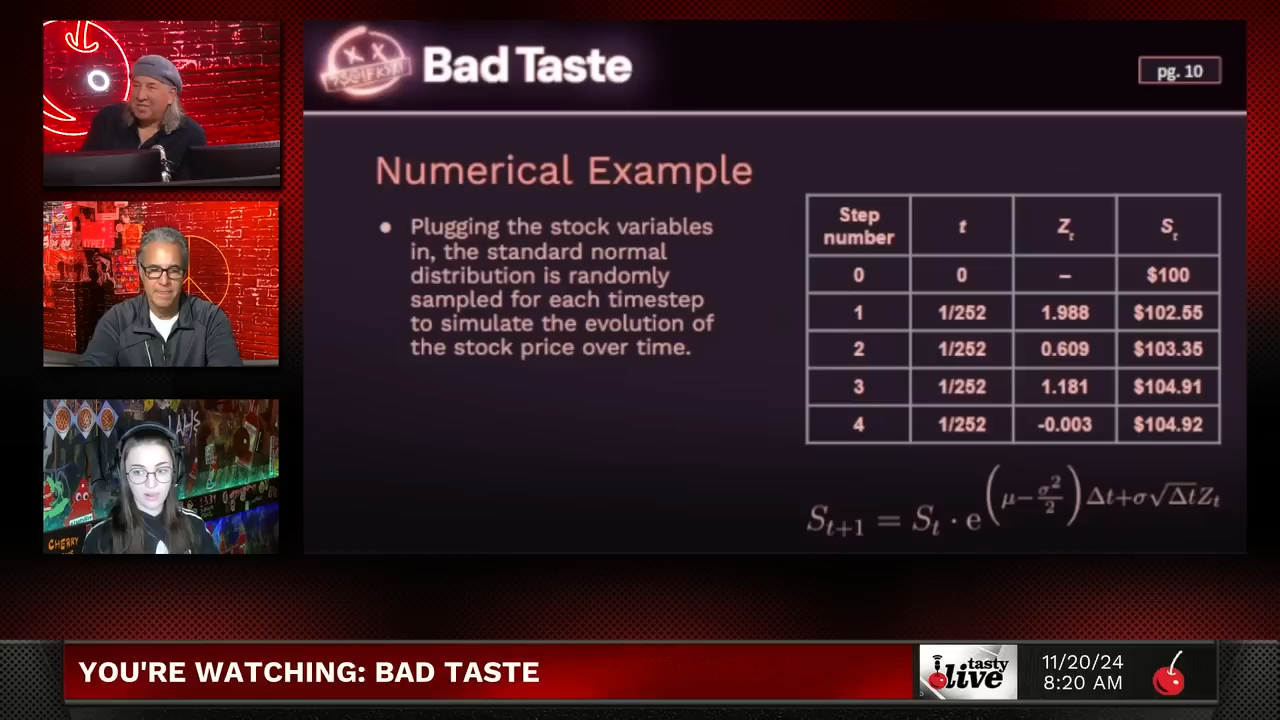 Bad Taste
pg. 10
Numerical Example
● Plugging the stock variables
in, the standard normal
distribution is randomly
sampled for each timestep
to simulate the evolution of
the stock price over time.
Step number t Z_t S_t
0 0 – $100
1 1/252 1.988 $102.55
2 1/252 0.609 $103.35
3 1/252 1.181 $104.91
4 1/252 -0.003 $104.92
S_{t+1} = S_t · e^{(μ−σ²/2)Δt+σ√Δt Z_t}
CHERRY
YOU'RE WATCHING: BAD TASTE
tasty
live
11/20/24
8:20 AM